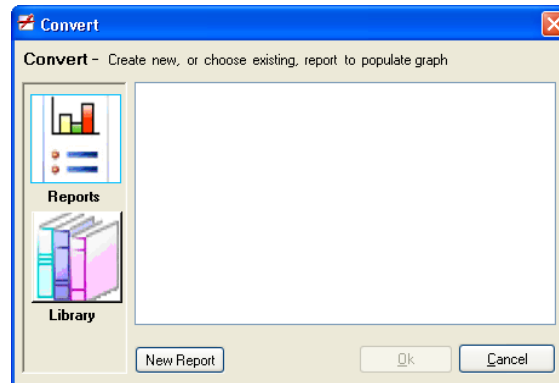 Convert
Convert - Create new, or choose existing, report to populate graph
Reports
Library
New Report
Ok
Cancel